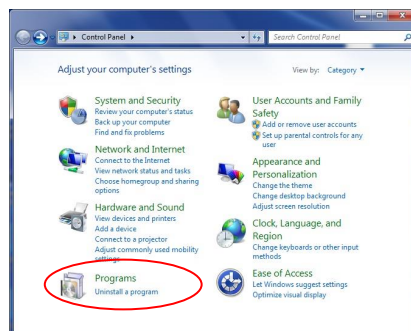 Control Panel
Search Control Panel
Adjust your computer's settings
View by: Category
System and Security
Review your computer's status
Back up your computer
Find and fix problems
Network and Internet
Connect to the Internet
View network status and tasks
Choose homegroup and sharing
options
Hardware and Sound
View devices and printers
Add a device
Connect to a projector
Adjust commonly used mobility
settings
Programs
Uninstall a program
User Accounts and Family
Safety
Add or remove user accounts
Set up parental controls for any
user
Appearance and
Personalization
Change the theme
Change desktop background
Adjust screen resolution
Clock, Language, and
Region
Change keyboards or other input
methods
Ease of Access
Let Windows suggest settings
Optimize visual display